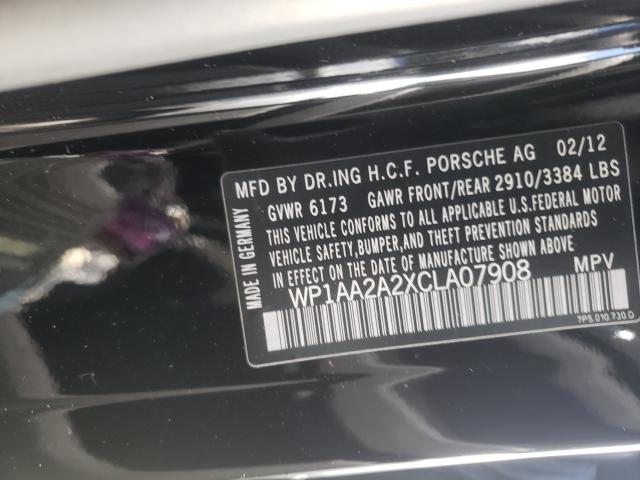 MFD BY DR.ING H.C.F. PORSCHE AG 02/12
GVWR 6173 GAWR FRONT/REAR 2910/3384 LBS
THIS VEHICLE CONFORMS TO ALL APPLICABLE U.S.FEDERAL MOTOR
VEHICLE SAFETY,BUMPER,AND THEFT PREVENTION STANDARDS
IN EFFECT ON THE DATE OF MANUFACTURE SHOWN ABOVE.
WP1AA2A2XCLA07908 MPV
7P5.010.730.D
MADE IN GERMANY